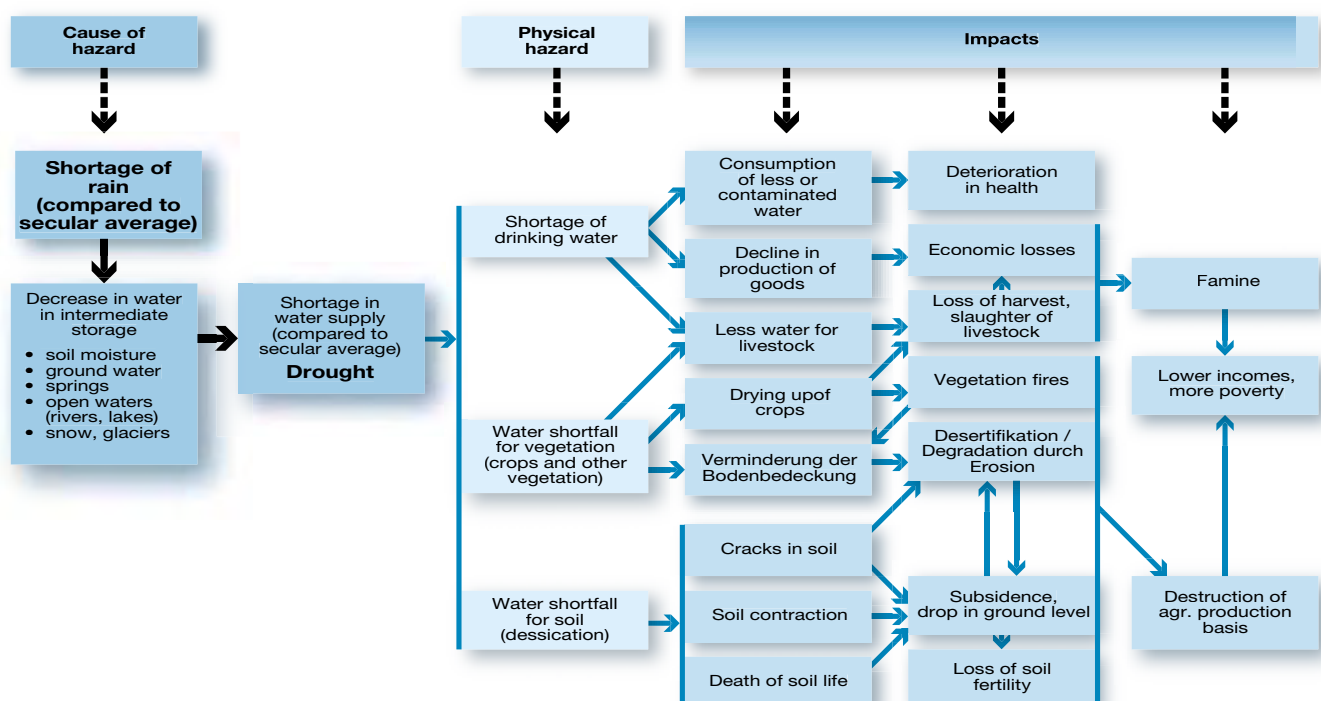 Cause of
hazard
Physical
hazard
Impacts
Shortage of
rain
(compared to
secular average)
Decrease in water
in intermediate
storage
• soil moisture
• ground water
• springs
• open waters
(rivers, lakes)
• snow, glaciers
Shortage in
water supply
(compared to
secular average)
Drought
Shortage of
drinking water
Water shortfall
for vegetation
(crops and other
vegetation)
Water shortfall
for soil
(dessication)
Consumption
of less or
contaminated
water
Decline in
production of
goods
Less water for
livestock
Drying upof
crops
Verminderung der
Bodenbedeckung
Cracks in soil
Soil contraction
Death of soil life
Deterioration
in health
Economic losses
Loss of harvest,
slaughter of
livestock
Vegetation fires
Desertifikation /
Degradation durch
Erosion
Subsidence,
drop in ground level
Loss of soil
fertility
Famine
Lower incomes,
more poverty
Destruction of
agr. production
basis